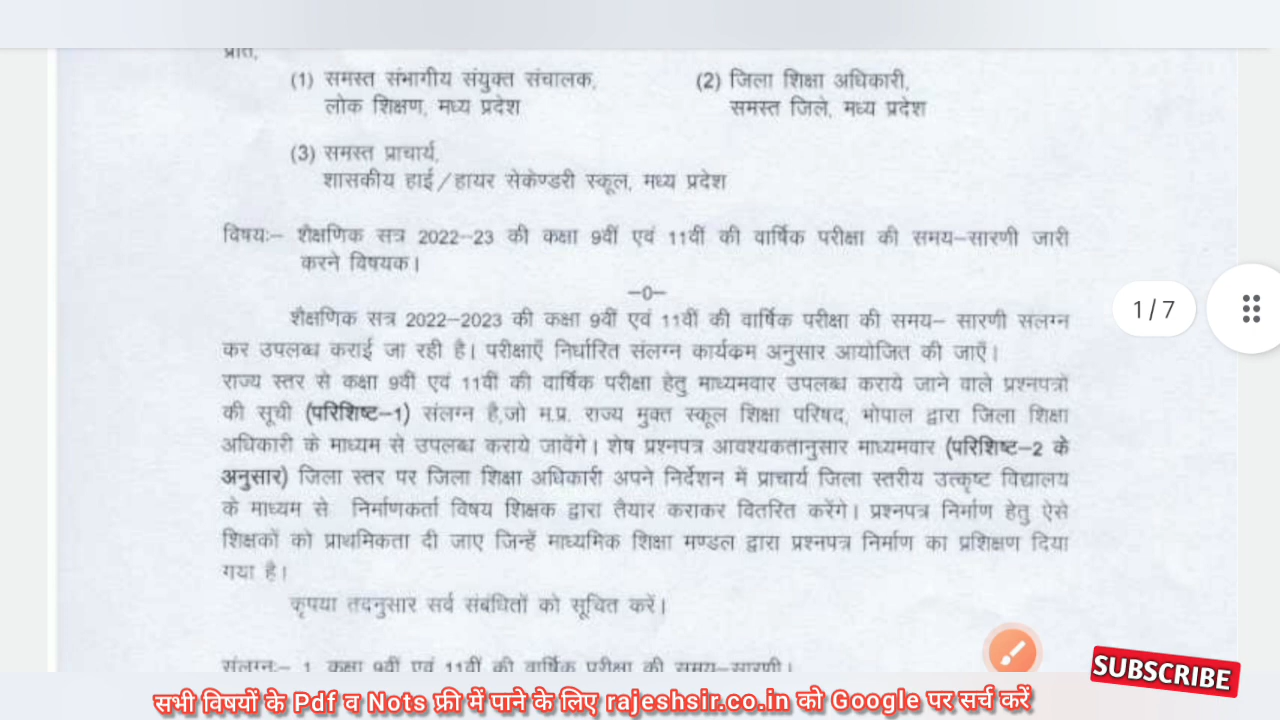 प्रति,
(1) समस्त संभागीय संयुक्त संचालक,
लोक शिक्षण, मध्य प्रदेश
(2) जिला शिक्षा अधिकारी,
समस्त जिले, मध्य प्रदेश
(3) समस्त प्राचार्य,
शासकीय हाई/हायर सेकेण्डरी स्कूल, मध्य प्रदेश
विषयः– शैक्षणिक सत्र 2022–23 की कक्षा 9वीं एवं 11वीं की वार्षिक परीक्षा की समय–सारणी जारी
करने विषयक।
–0–
शैक्षणिक सत्र 2022–2023 की कक्षा 9वीं एवं 11वीं की वार्षिक परीक्षा की समय– सारणी संलग्न
कर उपलब्ध कराई जा रही है। परीक्षाएँ निर्धारित संलग्न कार्यक्रम अनुसार आयोजित की जाएँ।
राज्य स्तर से कक्षा 9वीं एवं 11वीं की वार्षिक परीक्षा हेतु माध्यमवार उपलब्ध कराये जाने वाले प्रश्नपत्रों
की सूची (परिशिष्ट–1) संलग्न है,जो म.प्र. राज्य मुक्त स्कूल शिक्षा परिषद, भोपाल द्वारा जिला शिक्षा
अधिकारी के माध्यम से उपलब्ध कराये जावेंगे। शेष प्रश्नपत्र आवश्यकतानुसार माध्यमवार (परिशिष्ट–2 के
अनुसार) जिला स्तर पर जिला शिक्षा अधिकारी अपने निर्देशन में प्राचार्य जिला स्तरीय उत्कृष्ट विद्यालय
के माध्यम से निर्माणकर्ता विषय शिक्षक द्वारा तैयार कराकर वितरित करेंगे। प्रश्नपत्र निर्माण हेतु ऐसे
शिक्षकों को प्राथमिकता दी जाए जिन्हें माध्यमिक शिक्षा मण्डल द्वारा प्रश्नपत्र निर्माण का प्रशिक्षण दिया
गया है।
कृपया तदनुसार सर्व संबंधितों को सूचित करें।
संलग्नः– 1 कक्षा 9वीं एवं 11वीं की वार्षिक परीक्षा की समय–सारणी।
1 / 7
SUBSCRIBE
सभी विषयों के Pdf व Nots फ्री में पाने के लिए rajeshsir.co.in को Google पर सर्च करें